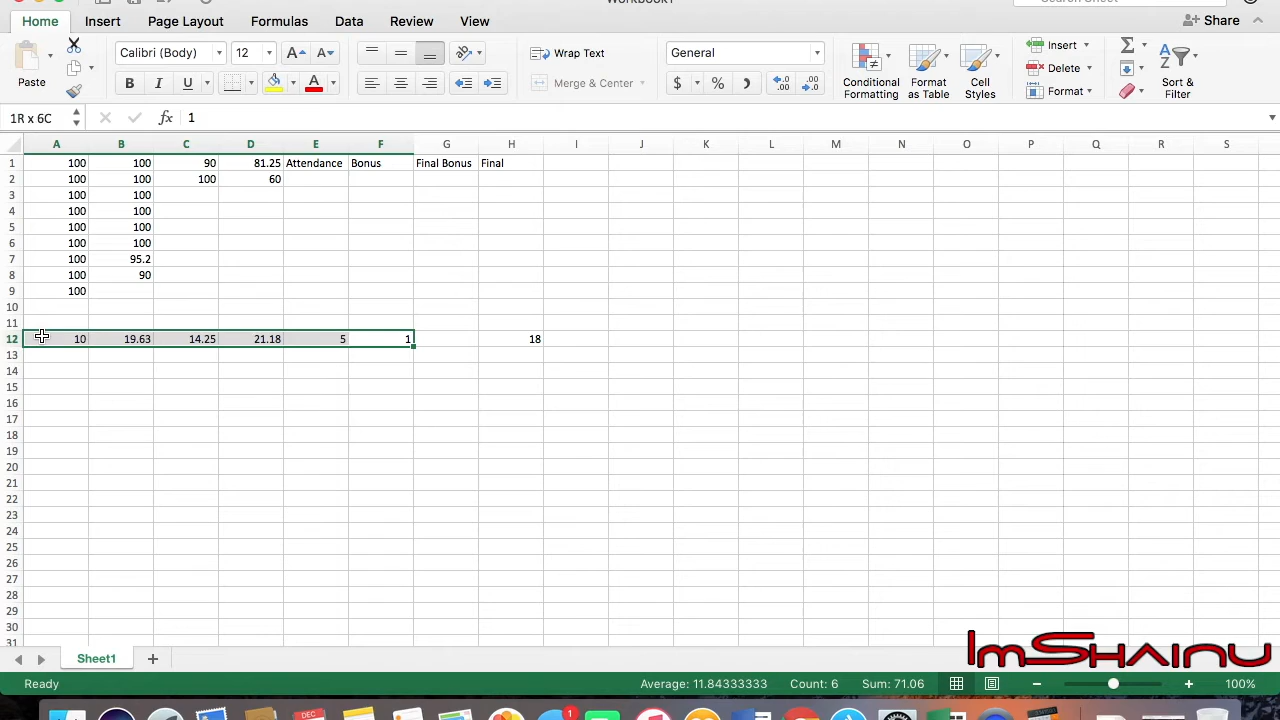 Home Insert Page Layout Formulas Data Review View Share
Calibri (Body) 12 A A Wrap Text General
Paste B I U A Merge & Center $ % Conditional Formatting Format as Table Cell Styles Insert Delete Format Sort & Filter
1R x 6C fx 1
A B C D E F G H I J K L M N O P Q R S
1 100 100 90 81.25 Attendance Bonus Final Bonus Final
2 100 100 100 60
3 100 100
4 100 100
5 100 100
6 100 100
7 100 95.2
8 100 90
9 100
10
11
12 10 19.63 14.25 21.18 5 1 18
13
14
15
16
17
18
19
20
21
22
23
24
25
26
27
28
29
30
31
ImShainu
Sheet1
Ready Average: 11.84333333 Count: 6 Sum: 71.06 100%
DEC 1